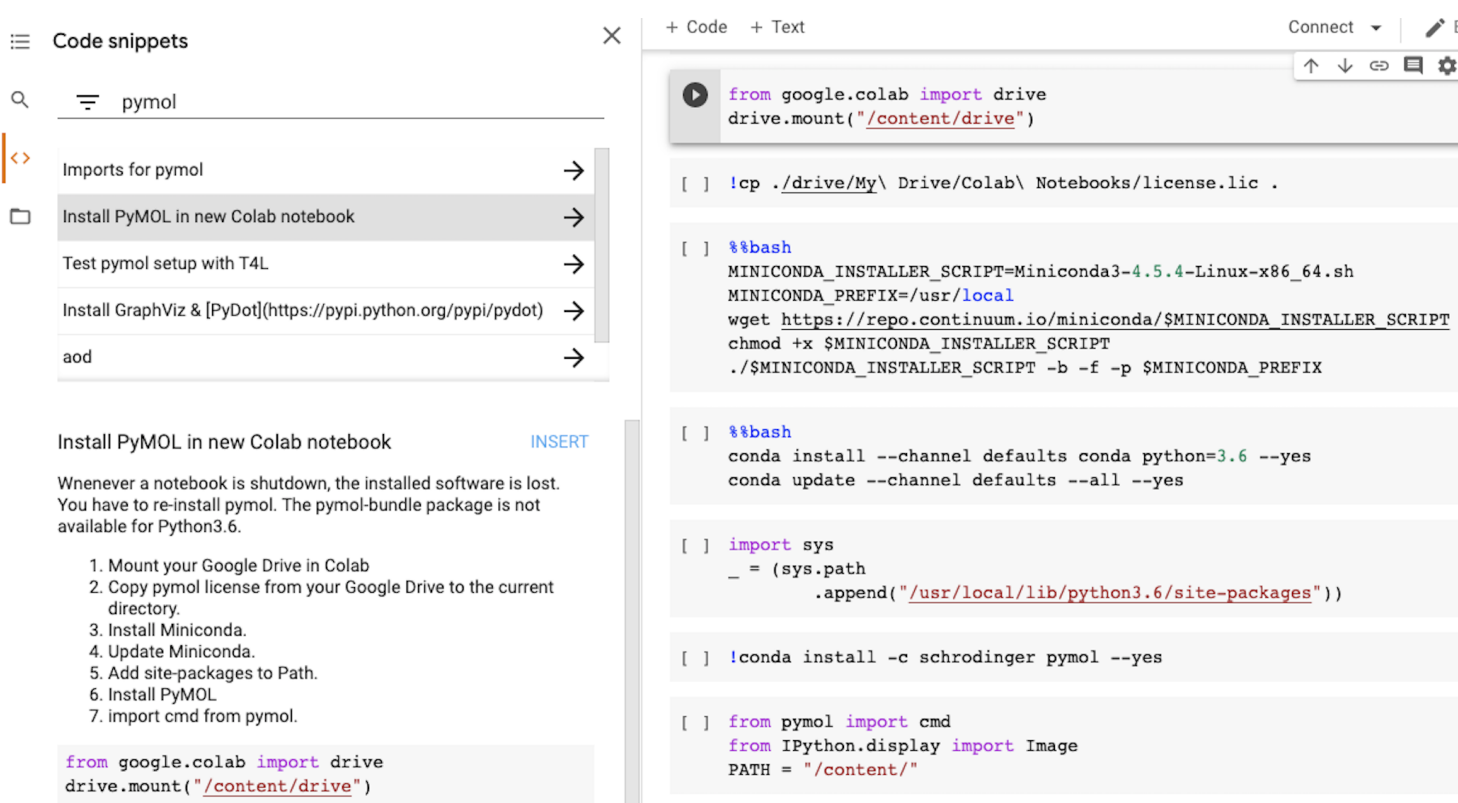 Code snippets
pymol
Imports for pymol
Install PyMOL in new Colab notebook
Test pymol setup with T4L
Install GraphViz & [PyDot](https://pypi.python.org/pypi/pydot)
aod
Install PyMOL in new Colab notebook INSERT
Wnenever a notebook is shutdown, the installed software is lost.
You have to re-install pymol. The pymol-bundle package is not
available for Python3.6.
1. Mount your Google Drive in Colab
2. Copy pymol license from your Google Drive to the current
directory.
3. Install Miniconda.
4. Update Miniconda.
5. Add site-packages to Path.
6. Install PyMOL
7. import cmd from pymol.
from google.colab import drive
drive.mount("/content/drive")
+ Code + Text Connect
from google.colab import drive
drive.mount("/content/drive")
[ ] !cp ./drive/My\ Drive/Colab\ Notebooks/license.lic .
[ ] %%bash
MINICONDA_INSTALLER_SCRIPT=Miniconda3-4.5.4-Linux-x86_64.sh
MINICONDA_PREFIX=/usr/local
wget https://repo.continuum.io/miniconda/$MINICONDA_INSTALLER_SCRIPT
chmod +x $MINICONDA_INSTALLER_SCRIPT
./$MINICONDA_INSTALLER_SCRIPT -b -f -p $MINICONDA_PREFIX
[ ] %%bash
conda install --channel defaults conda python=3.6 --yes
conda update --channel defaults --all --yes
[ ] import sys
_ = (sys.path
.append("/usr/local/lib/python3.6/site-packages"))
[ ] !conda install -c schrodinger pymol --yes
[ ] from pymol import cmd
from IPython.display import Image
PATH = "/content/"